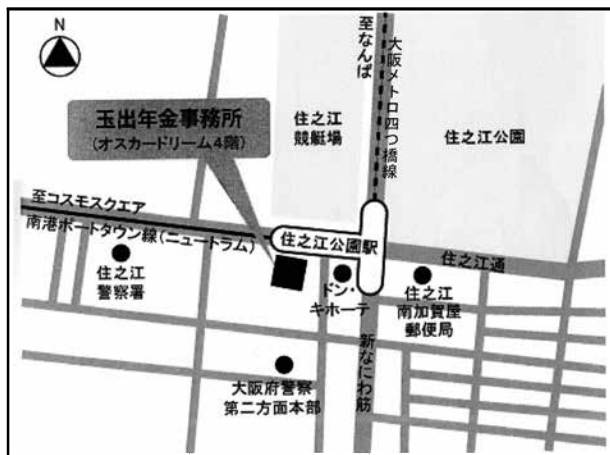 N
玉出年金事務所
(オスカードリーム4階)
至なんば
大阪メトロ四つ橋線
住之江
競艇場
住之江公園
至コスモスクエア
南港ポートタウン線(ニュートラム)
住之江公園駅
住之江通
住之江
警察署
ドン・
キホーテ
住之江
南加賀屋
郵便局
新なにわ筋
大阪府警察
第二方面本部